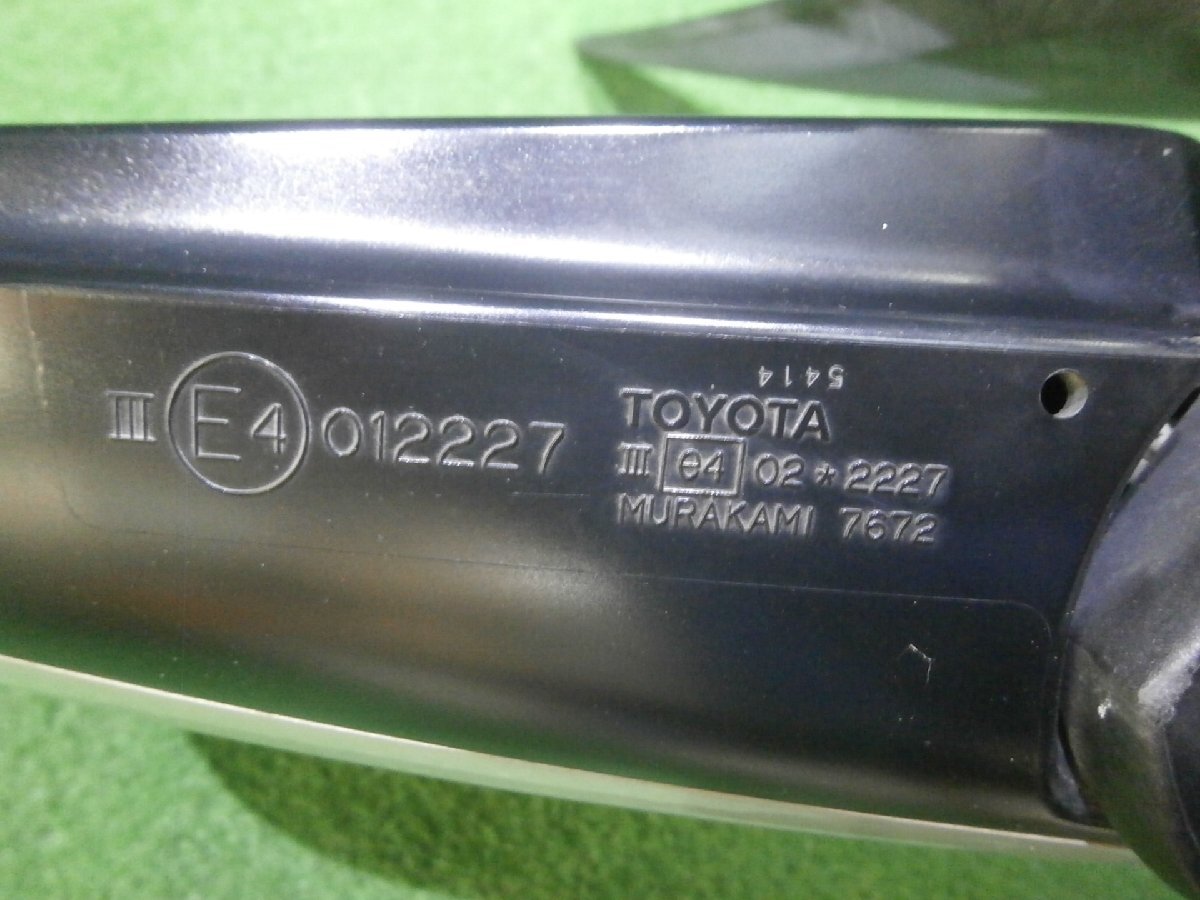 III E4 012227
5414
TOYOTA
III e4 02*2227
MURAKAMI 7672